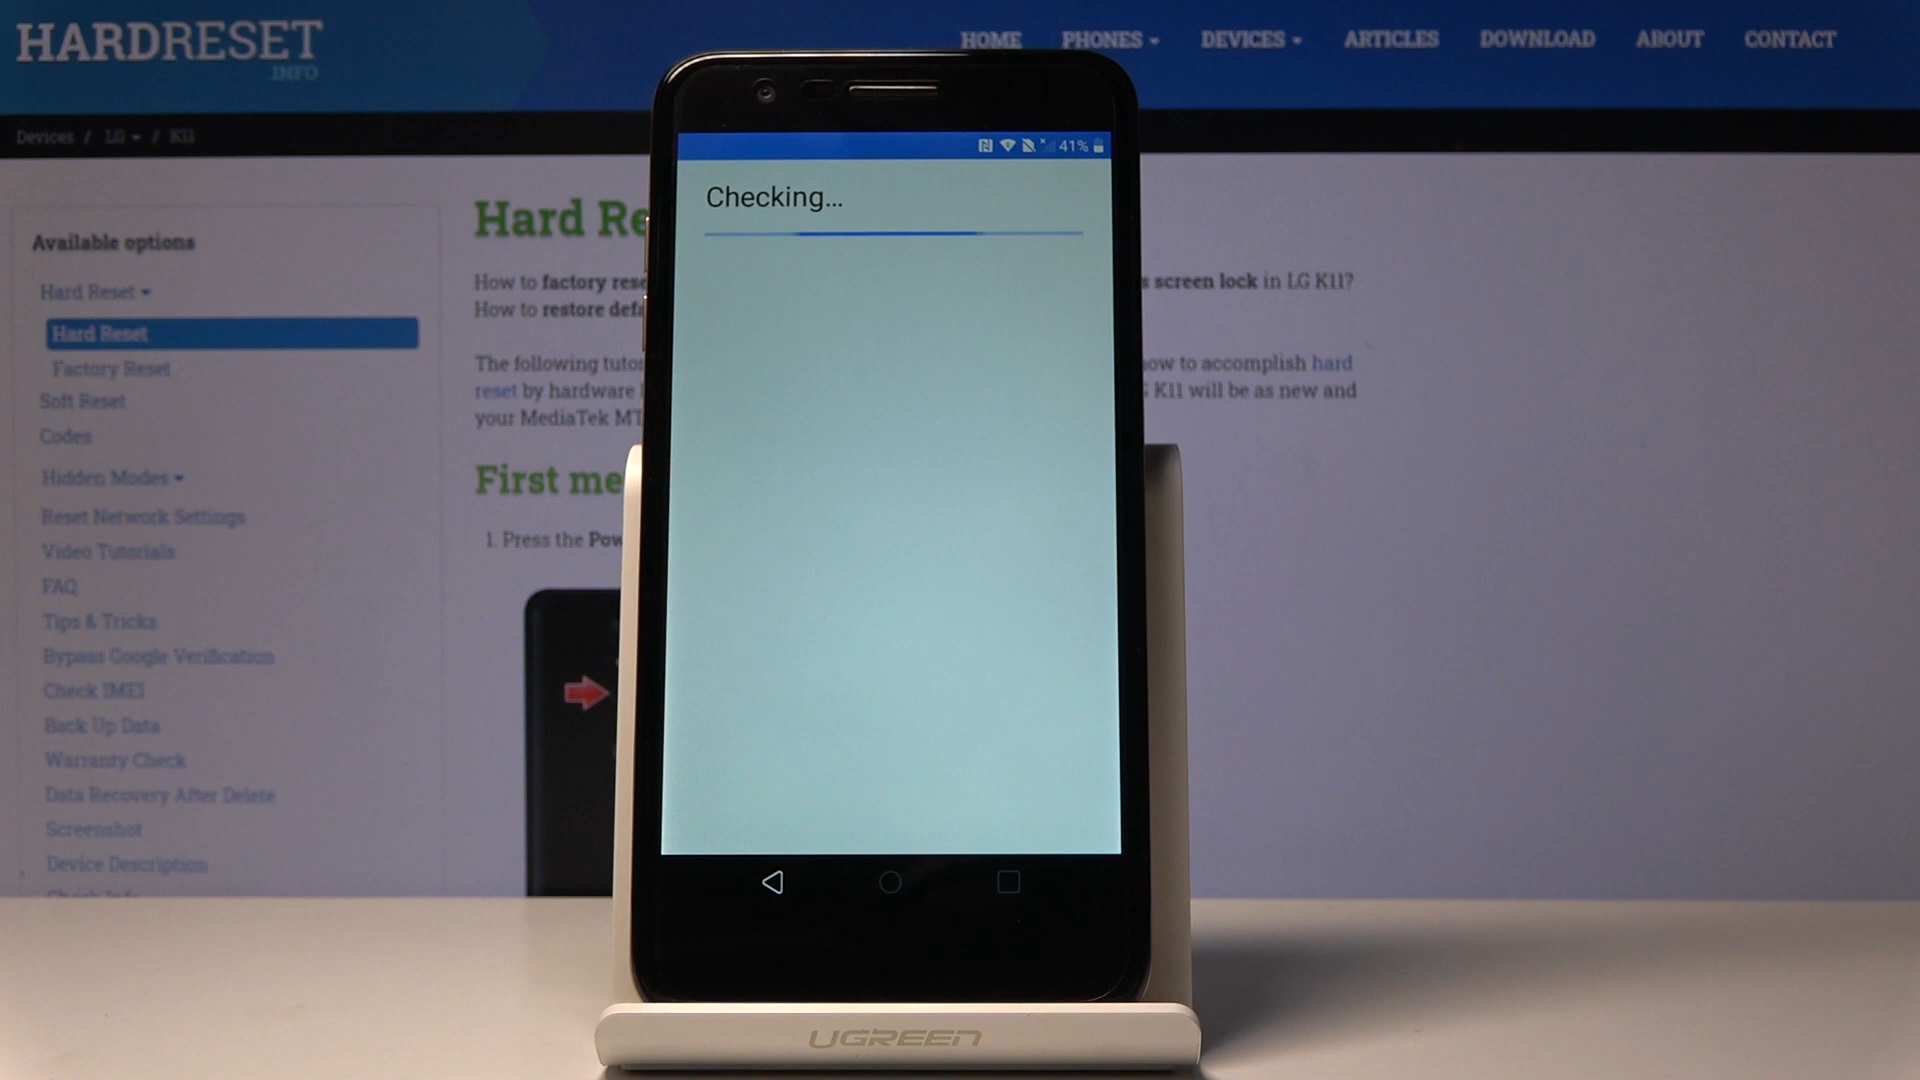 HARDRESET
.INFO
HOME PHONES DEVICES ARTICLES DOWNLOAD ABOUT CONTACT
Devices / LG / K11
41%
Checking...
Available options
Hard Reset
Hard Reset
Factory Reset
Soft Reset
Codes
Hidden Modes
Reset Network Settings
Video Tutorials
FAQ
Tips & Tricks
Bypass Google Verification
Check IMEI
Back Up Data
Warranty Check
Data Recovery After Delete
Screenshot
Device Description
Hard Re
How to factory rese s screen lock in LG K11?
How to restore defa
The following tutor how to accomplish hard
reset by hardware K11 will be as new and
your MediaTek MT
First me
1. Press the Pow
UGREEN